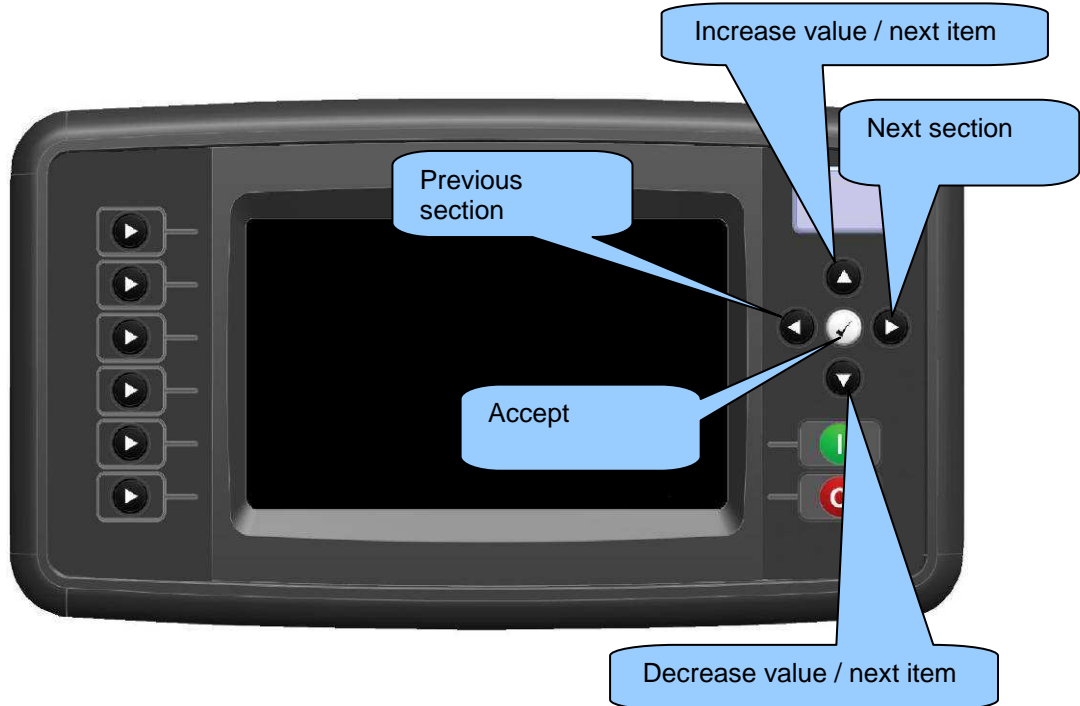 Increase value / next item
Next section
Previous
section
Accept
I
O
Decrease value / next item